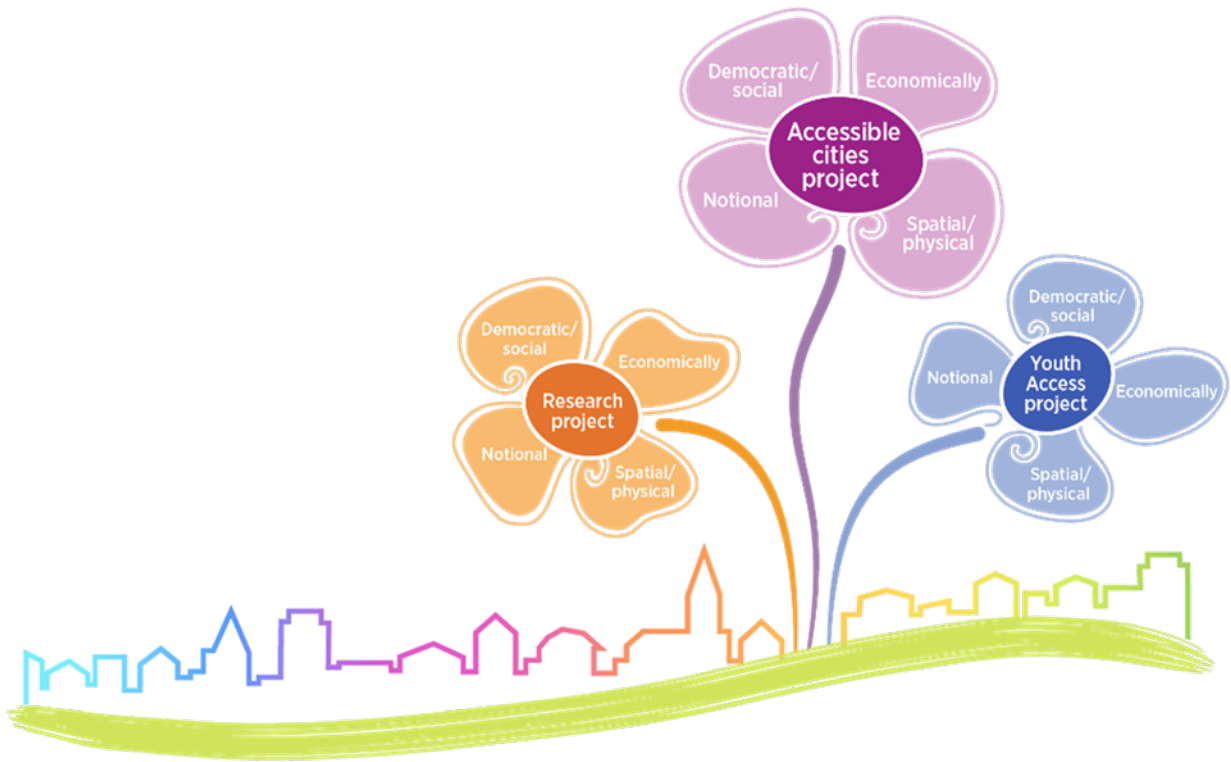 Democratic/
social
Economically
Accessible
cities
project
Notional
Spatial/
physical
Democratic/
social
Economically
Research
project
Notional
Spatial/
physical
Democratic/
social
Notional
Youth
Access
project
Economically
Spatial/
physical